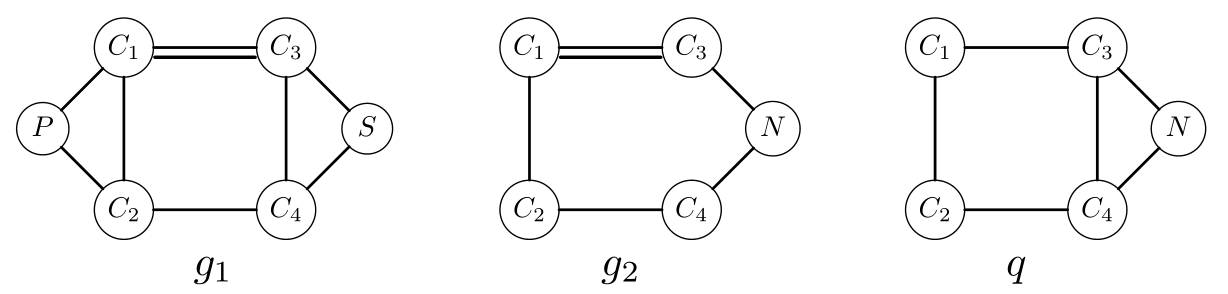 C₁ C₃ C₁ C₃ C₁ C₃
P S N N
C₂ C₄ C₂ C₄ C₂ C₄
g₁ g₂ q